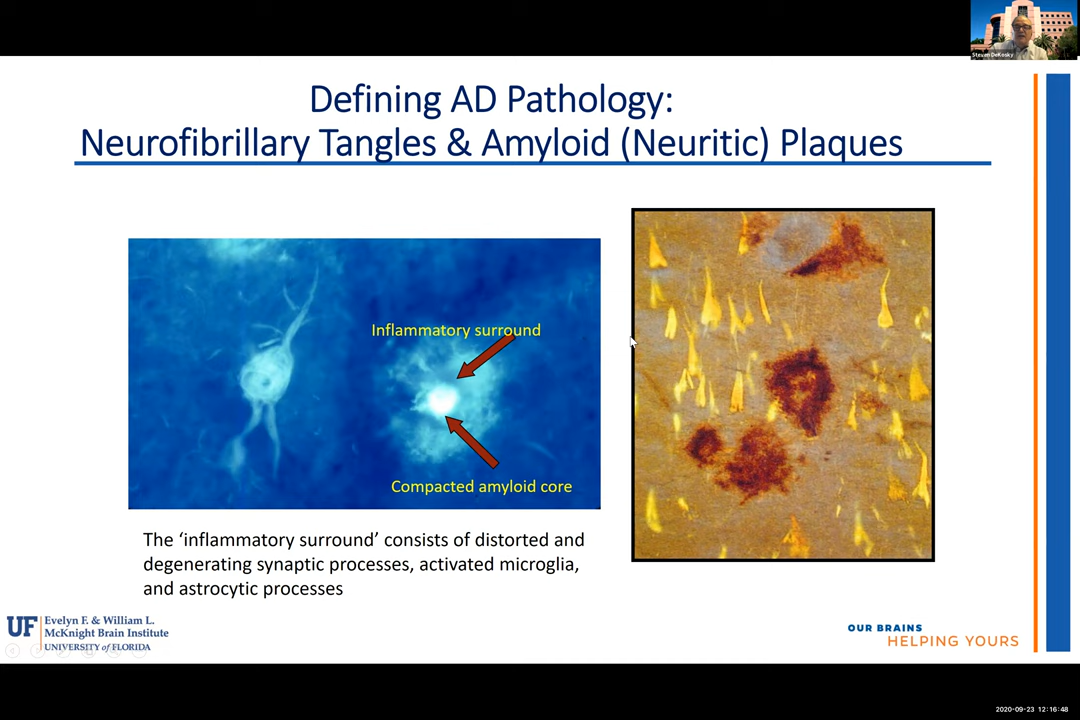 Steven DeKosky
Defining AD Pathology:
Neurofibrillary Tangles & Amyloid (Neuritic) Plaques
Inflammatory surround
Compacted amyloid core
The ‘inflammatory surround’ consists of distorted and
degenerating synaptic processes, activated microglia,
and astrocytic processes
UF
Evelyn F. & William L.
McKnight Brain Institute
UNIVERSITY of FLORIDA
OUR BRAINS
HELPING YOURS
2020-09-23 12:16:48